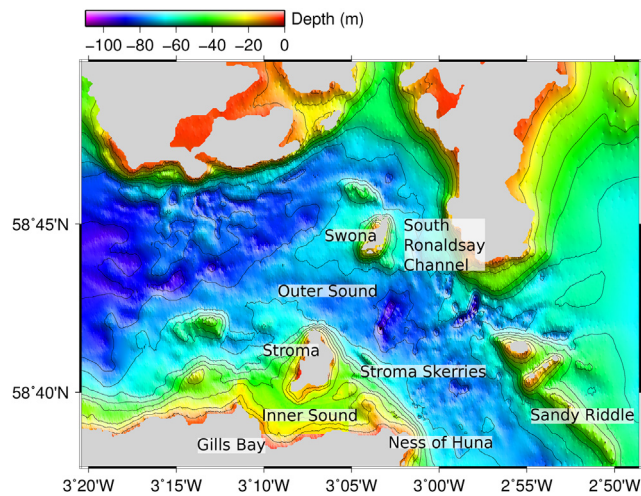 Depth (m)
−100 −80 −60 −40 −20 0
58˚45'N
Swona
South
Ronaldsay
Channel
Outer Sound
Stroma
Stroma Skerries
58˚40'N
Inner Sound
Sandy Riddle
Gills Bay
Ness of Huna
3˚20'W 3˚15'W 3˚10'W 3˚05'W 3˚00'W 2˚55'W 2˚50'W